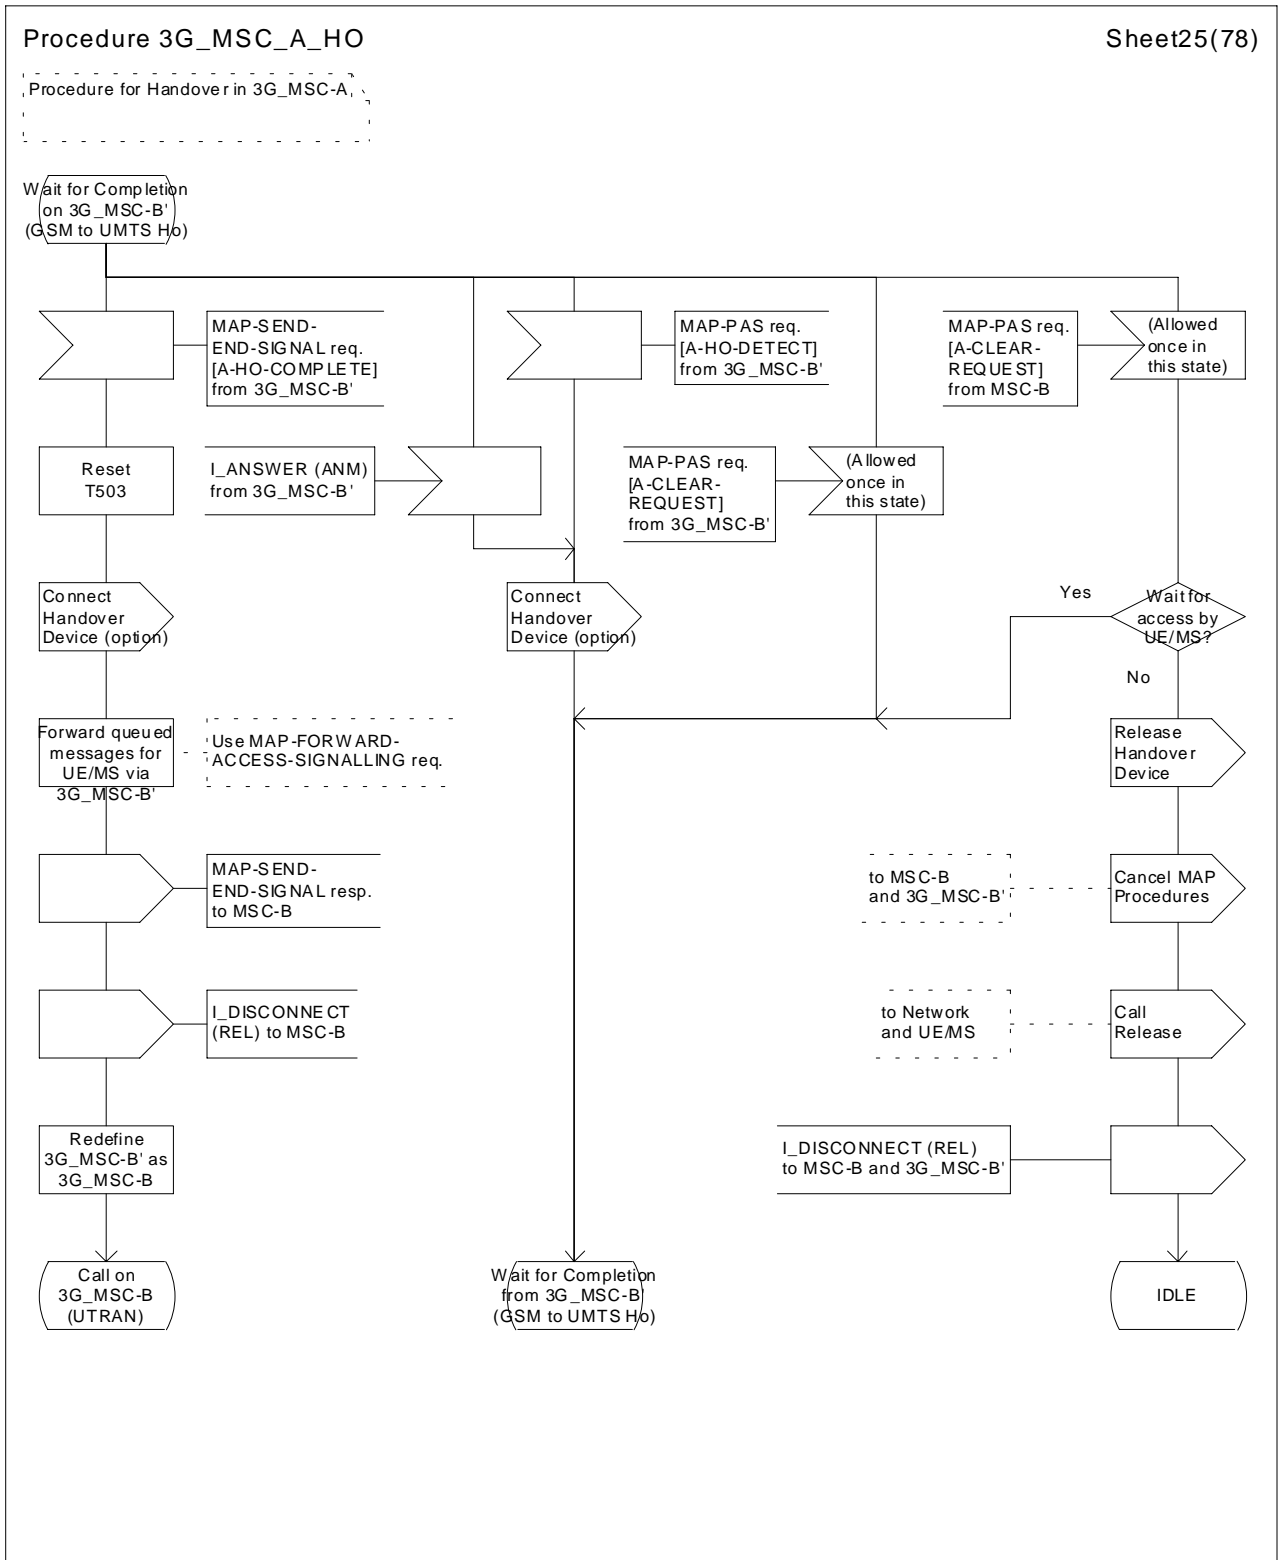 Procedure 3G_MSC_A_HO
Sheet25(78)
Procedure for Handover in 3G_MSC-A
Wait for Completion
on 3G_MSC-B'
(GSM to UMTS Ho)
MAP-SEND-
END-SIGNAL req.
[A-HO-COMPLETE]
from 3G_MSC-B'
MAP-PAS req.
[A-HO-DETECT]
from 3G_MSC-B'
MAP-PAS req.
[A-CLEAR-
REQUEST]
from MSC-B
(Allowed
once in
this state)
Reset
T503
I_ANSWER (ANM)
from 3G_MSC-B'
MAP-PAS req.
[A-CLEAR-
REQUEST]
from 3G_MSC-B'
(Allowed
once in
this state)
Connect
Handover
Device (option)
Connect
Handover
Device (option)
Yes
Wait for
access by
UE/MS?
No
Forward queued
messages for
UE/MS via
3G_MSC-B'
Use MAP-FORWARD-
ACCESS-SIGNALLING req.
Release
Handover
Device
MAP-SEND-
END-SIGNAL resp.
to MSC-B
to MSC-B
and 3G_MSC-B'
Cancel MAP
Procedures
I_DISCONNECT
(REL) to MSC-B
to Network
and UE/MS
Call
Release
Redefine
3G_MSC-B' as
3G_MSC-B
I_DISCONNECT (REL)
to MSC-B and 3G_MSC-B'
Call on
3G_MSC-B
(UTRAN)
Wait for Completion
from 3G_MSC-B'
(GSM to UMTS Ho)
IDLE